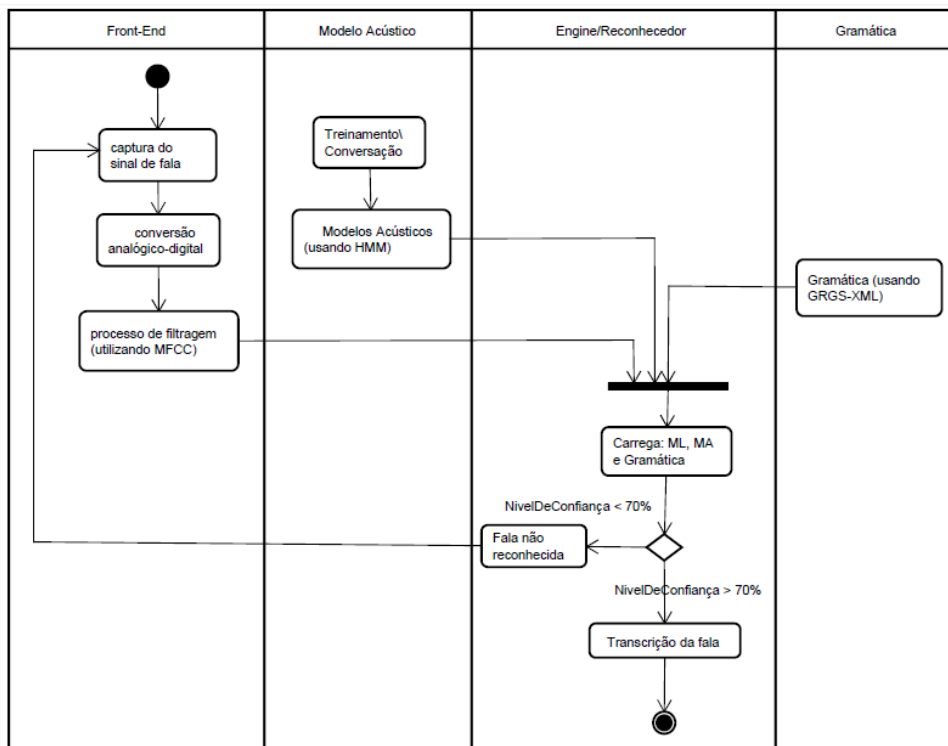 Front-End
Modelo Acústico
Engine/Reconhecedor
Gramática
captura do
sinal de fala
conversão
analógico-digital
processo de filtragem
(utilizando MFCC)
Treinamento\
Conversação
Modelos Acústicos
(usando HMM)
Gramática (usando
GRGS-XML)
Carrega: ML, MA
e Gramática
NivelDeConfiança < 70%
Fala não
reconhecida
NivelDeConfiança > 70%
Transcrição da fala